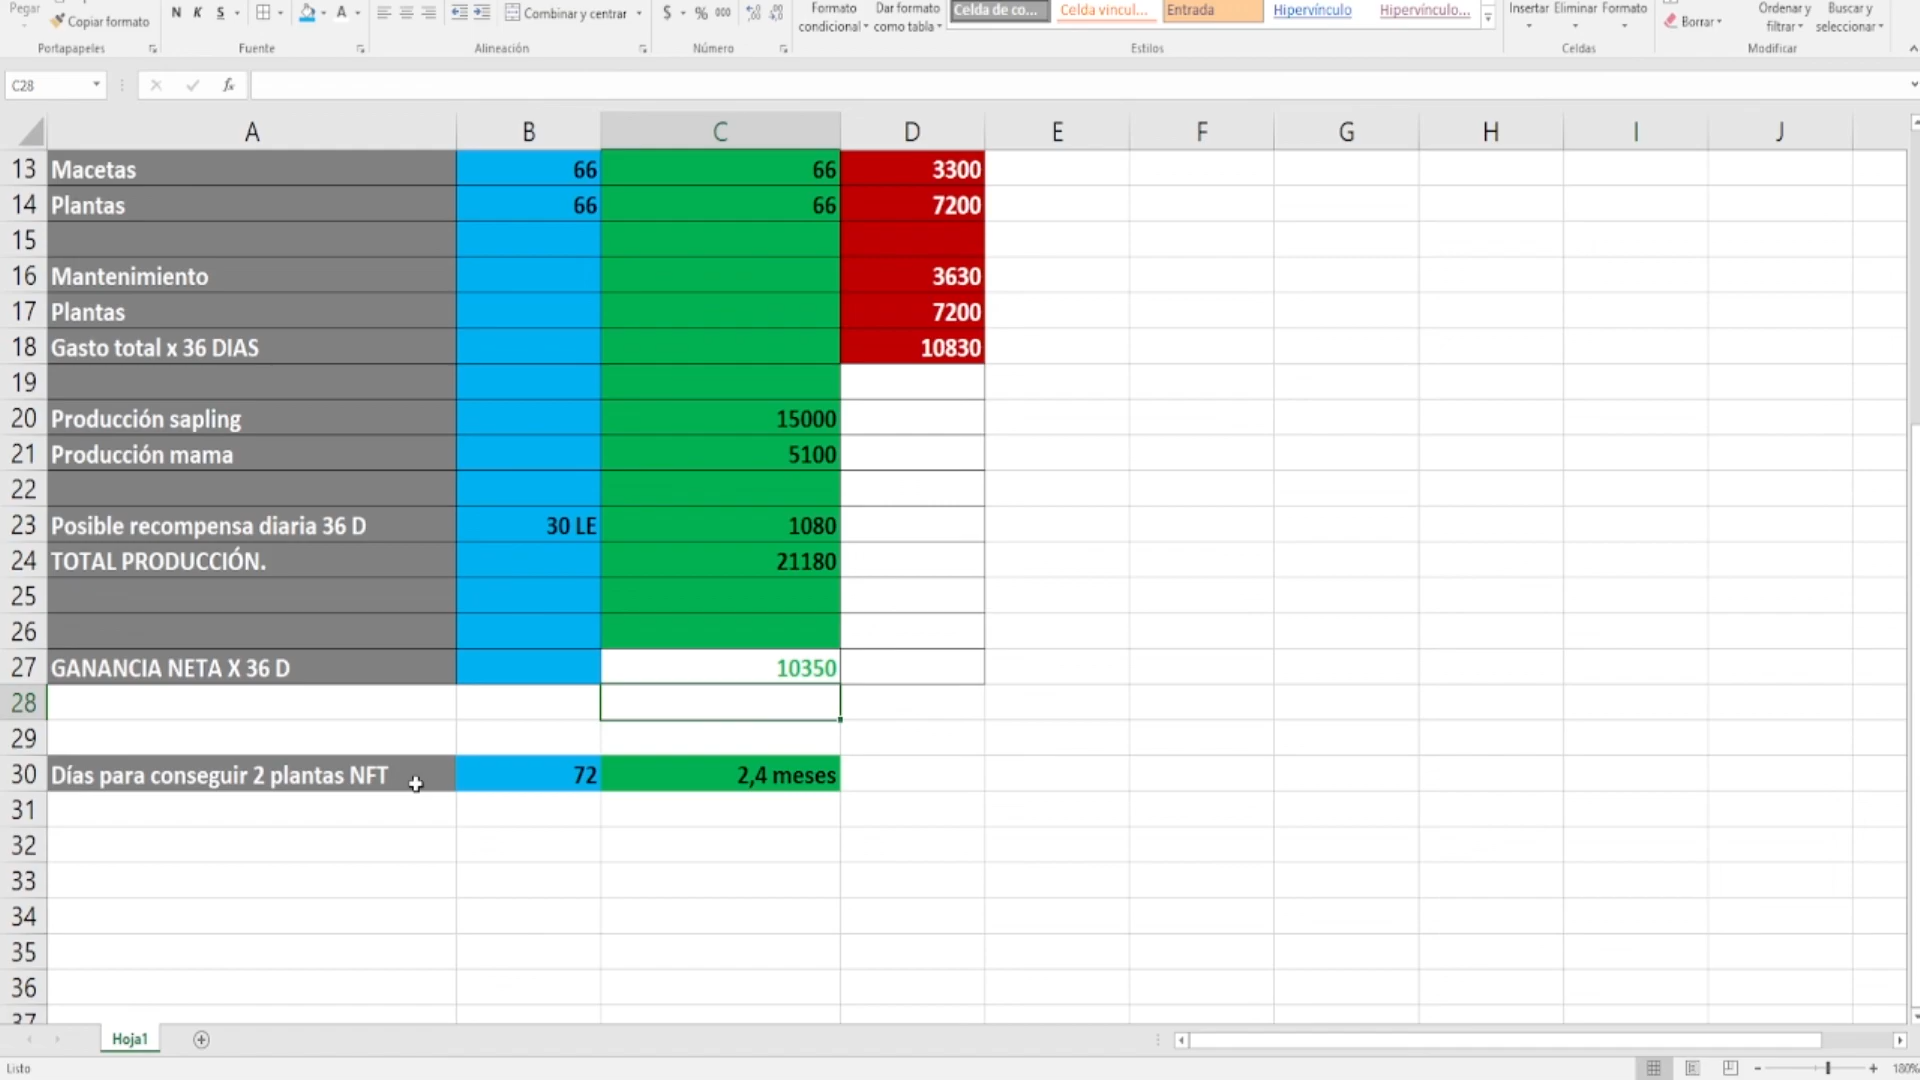 Pegar
Copiar formato
N K S A
Combinar y centrar
$ % 000
Formato
condicional
Dar formato
como tabla
Celda de co...
Celda vincul...
Entrada
Hipervínculo
Hipervínculo...
Insertar Eliminar Formato
Borrar
Ordenar y
filtrar
Buscar y
seleccionar
Portapapeles
Fuente
Alineación
Número
Estilos
Celdas
Modificar
C28
fx
A B C D E F G H I J
13 Macetas 66 66 3300
14 Plantas 66 66 7200
15
16 Mantenimiento 3630
17 Plantas 7200
18 Gasto total x 36 DIAS 10830
19
20 Producción sapling 15000
21 Producción mama 5100
22
23 Posible recompensa diaria 36 D 30 LE 1080
24 TOTAL PRODUCCIÓN. 21180
25
26
27 GANANCIA NETA X 36 D 10350
28
29
30 Días para conseguir 2 plantas NFT 72 2,4 meses
31
32
33
34
35
36
37
Hoja1
Listo
180%